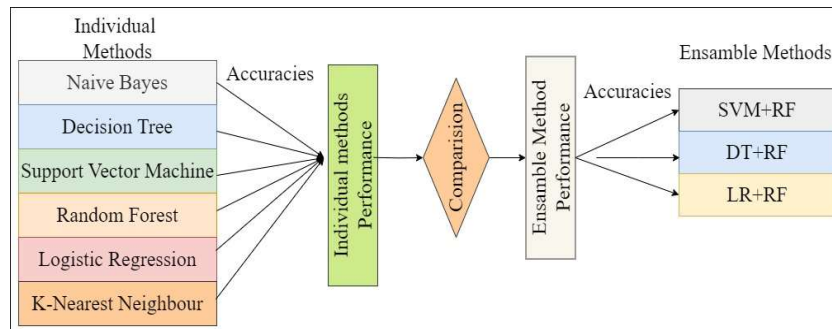 Individual
Methods
Naive Bayes
Decision Tree
Support Vector Machine
Random Forest
Logistic Regression
K-Nearest Neighbour
Accuracies
Individual methods
Performance
Comparision
Ensamble Method
Performance
Accuracies
Ensamble Methods
SVM+RF
DT+RF
LR+RF